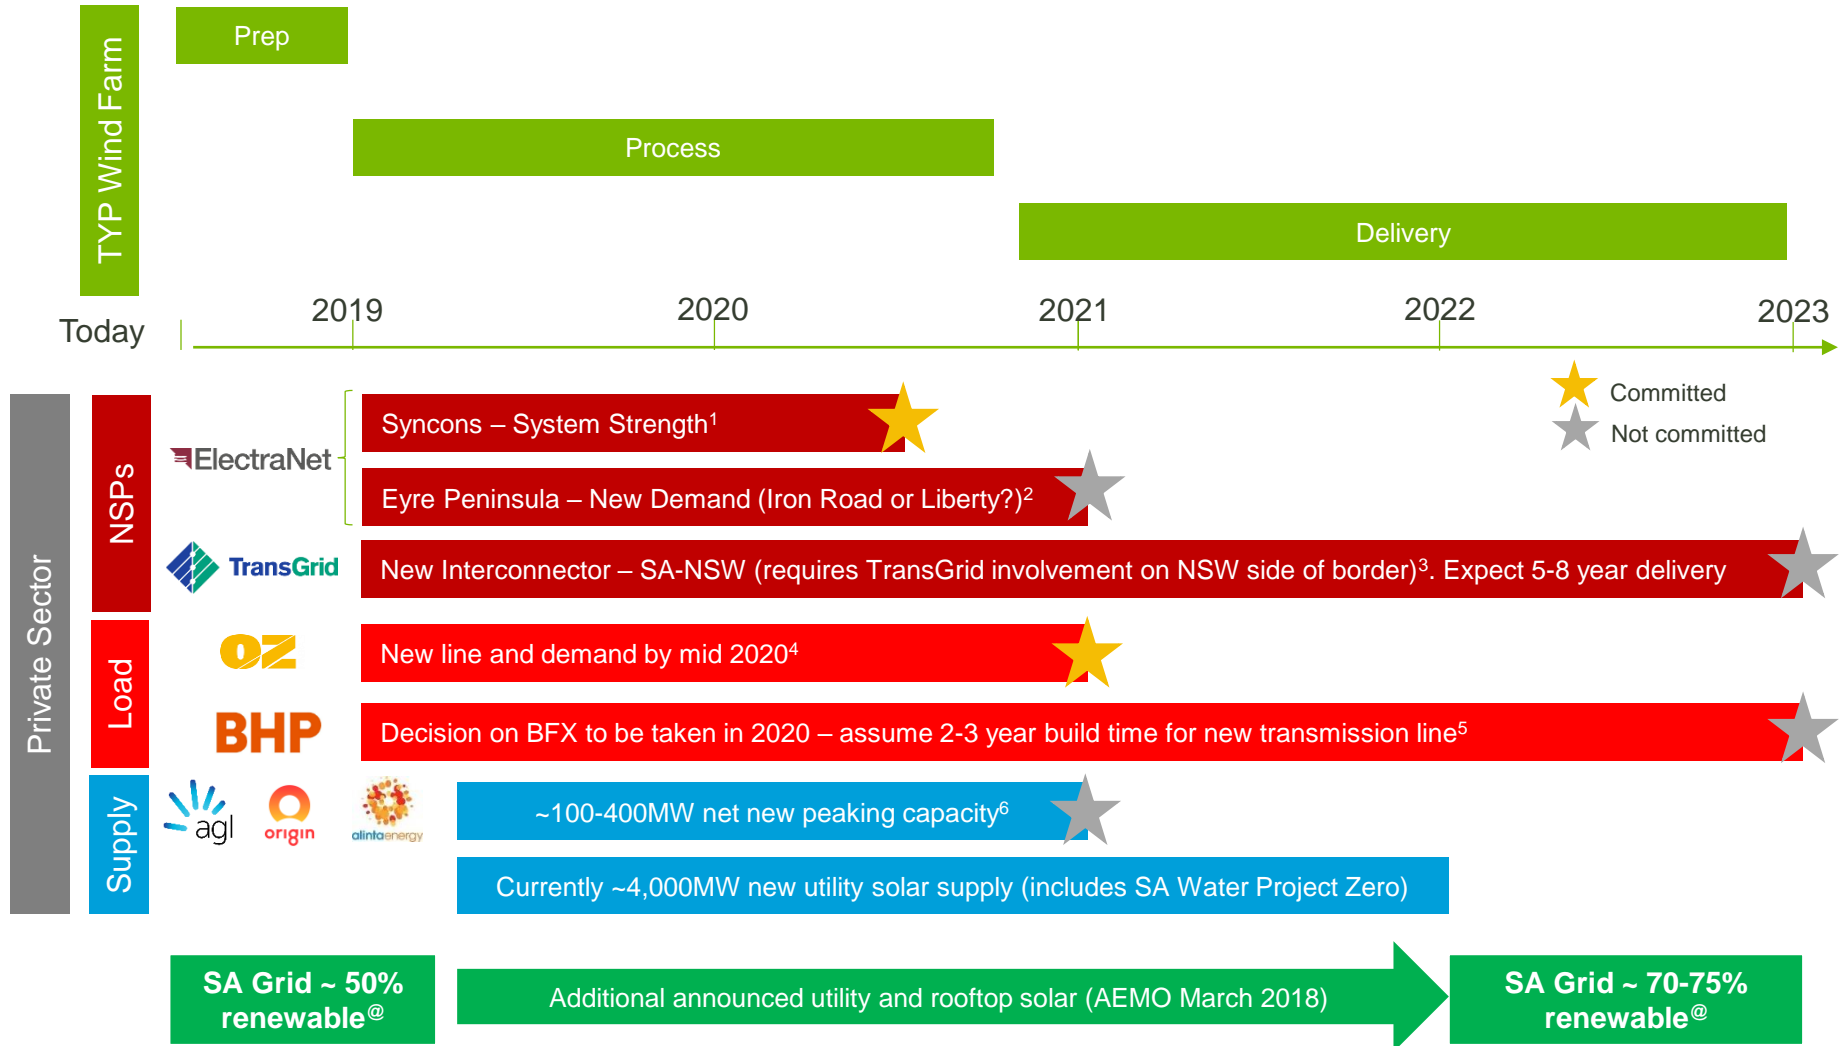 TYP Wind Farm
Prep
Process
Delivery
Today
2019
2020
2021
2022
2023
Committed
Not committed
Private Sector
NSPs
ElectraNet
Syncons – System Strength¹
Eyre Peninsula – New Demand (Iron Road or Liberty?)²
TransGrid
New Interconnector – SA-NSW (requires TransGrid involvement on NSW side of border)³. Expect 5-8 year delivery
Load
OZ
New line and demand by mid 2020⁴
BHP
Decision on BFX to be taken in 2020 – assume 2-3 year build time for new transmission line⁵
Supply
agl
origin
alintaenergy
~100-400MW net new peaking capacity⁶
Currently ~4,000MW new utility solar supply (includes SA Water Project Zero)
SA Grid ~ 50%
renewable@
Additional announced utility and rooftop solar (AEMO March 2018)
SA Grid ~ 70-75%
renewable@